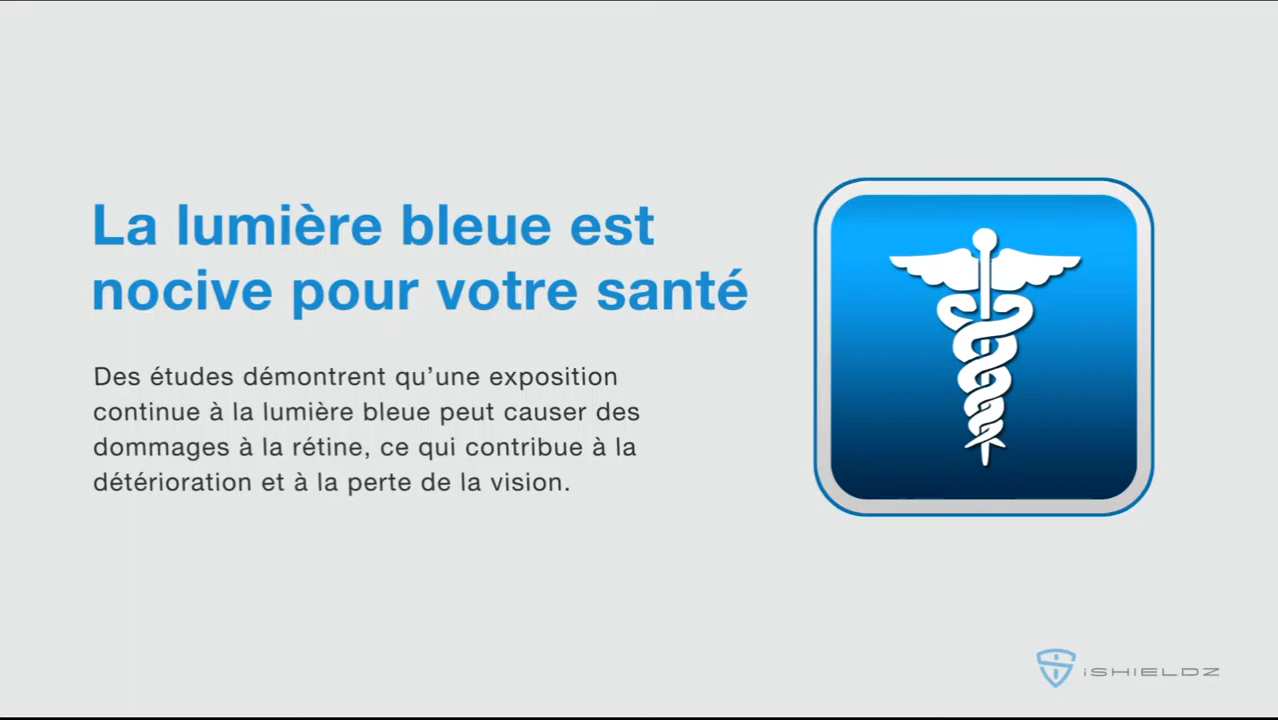 La lumière bleue est
nocive pour votre santé
Des études démontrent qu’une exposition
continue à la lumière bleue peut causer des
dommages à la rétine, ce qui contribue à la
détérioration et à la perte de la vision.
iSHIELDZ